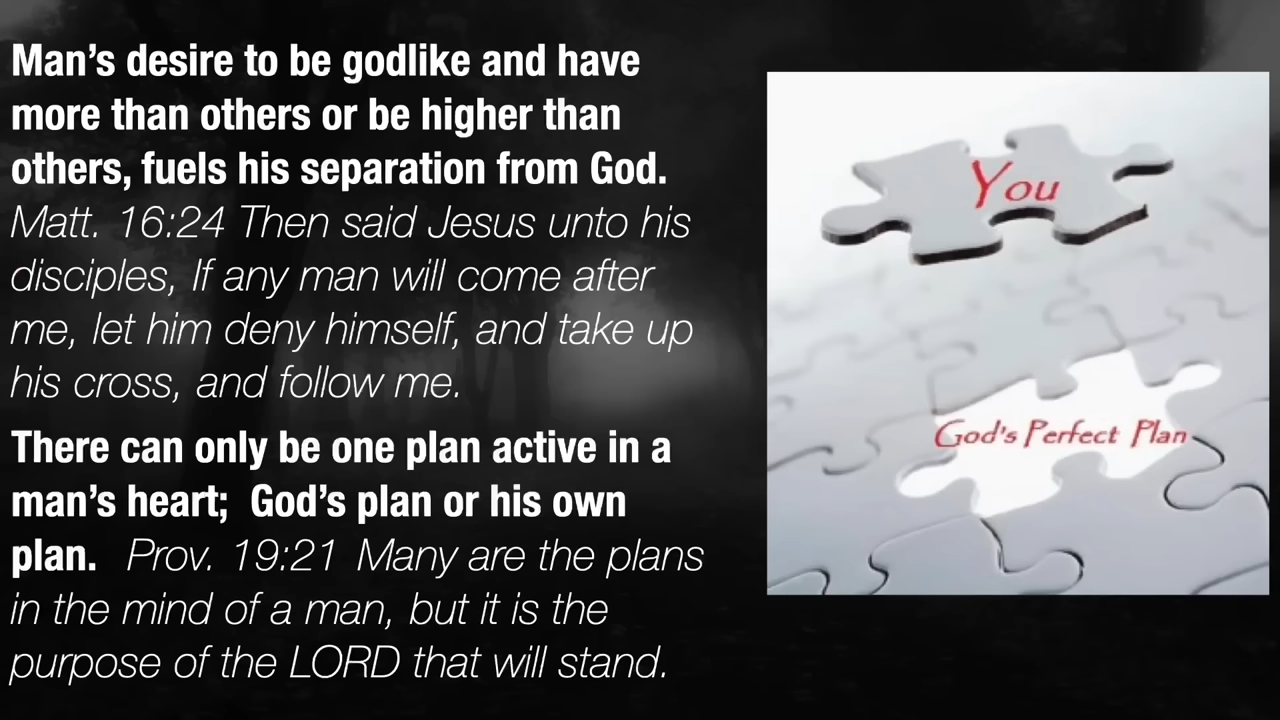 Man’s desire to be godlike and have
more than others or be higher than
others, fuels his separation from God.
Matt. 16:24 Then said Jesus unto his
disciples, If any man will come after
me, let him deny himself, and take up
his cross, and follow me.
There can only be one plan active in a
man’s heart;  God’s plan or his own
plan.   Prov. 19:21  Many are the plans
in the mind of a man, but it is the
purpose of the LORD that will stand.
You
God's Perfect Plan